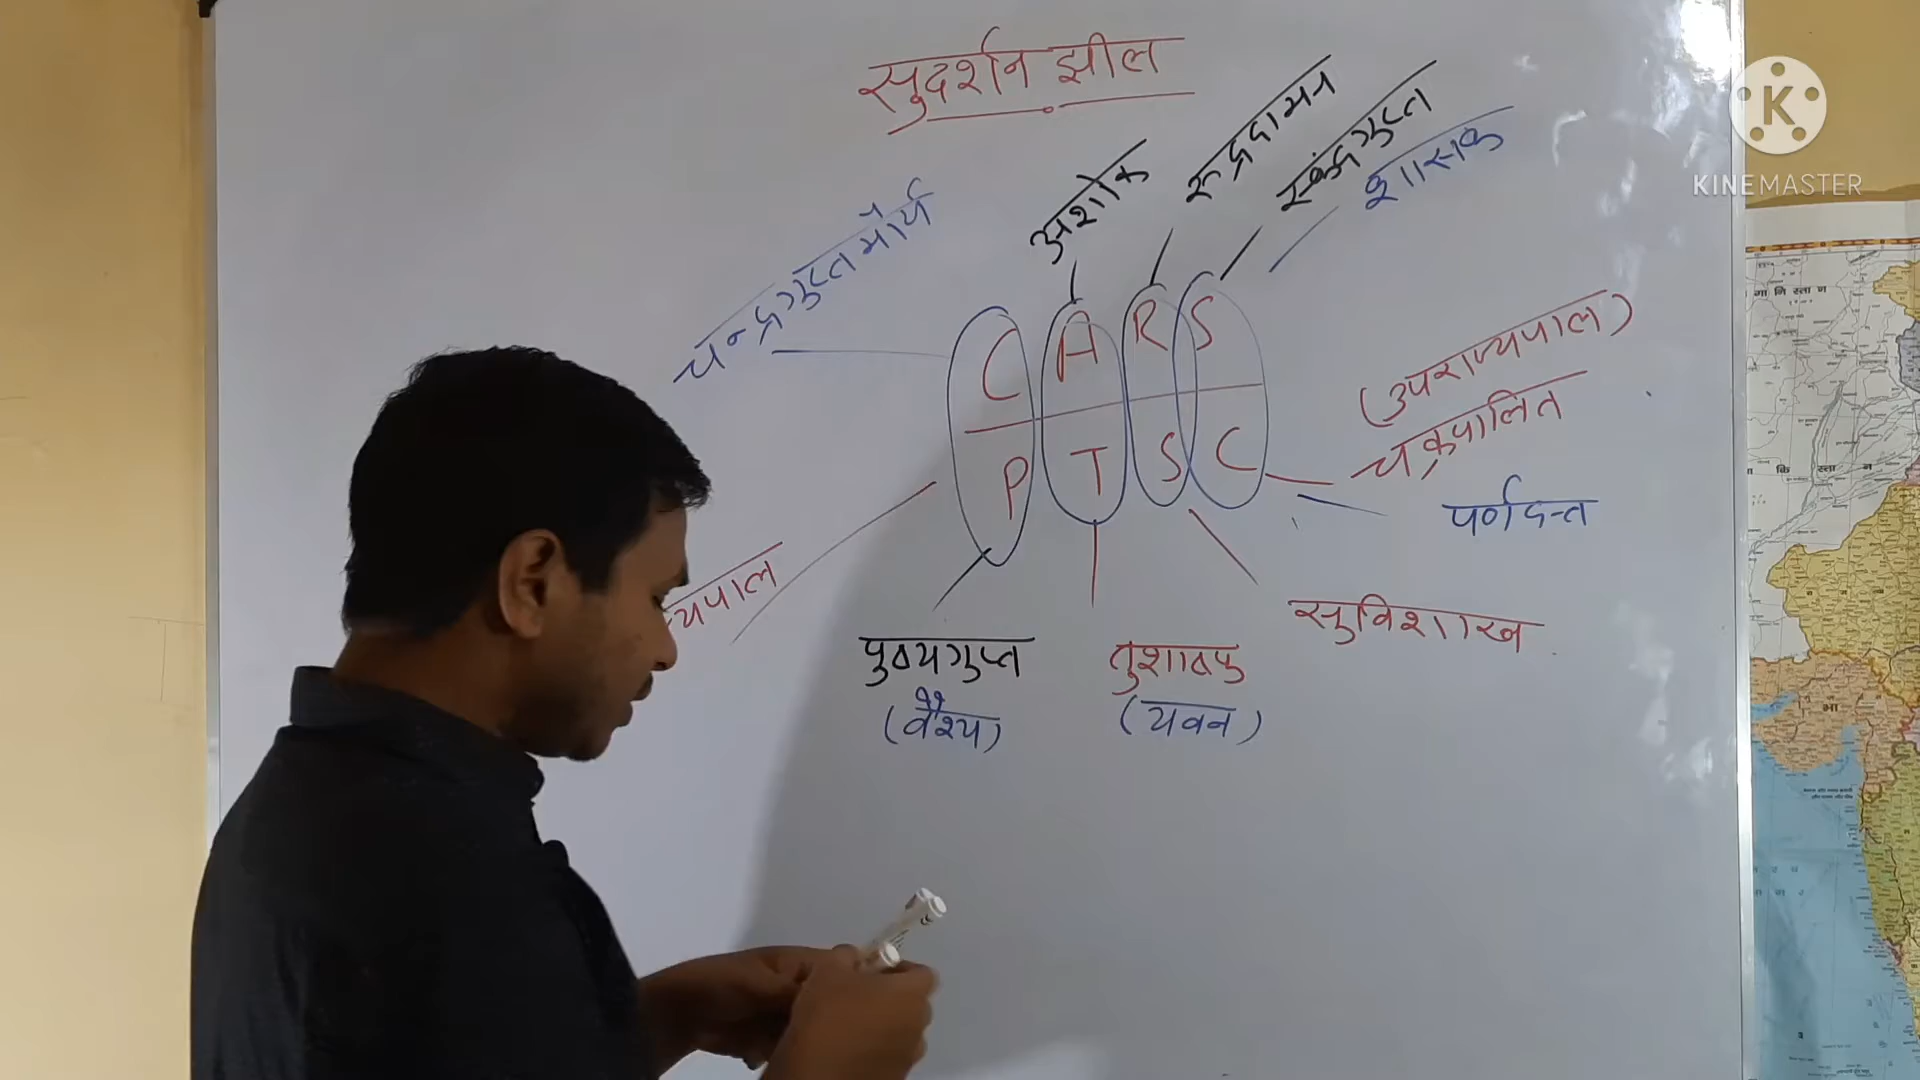 सुदर्शन झील
चन्द्रगुप्त मौर्य
अशोक
रूद्रदामन
स्कंदगुप्त
शासक
C A R S
P T S C
(उपराज्यपाल)
चक्रपालित
पर्णदत्त
सुविशाख
्यपाल
पुष्यगुप्त
(वैश्य)
तुशाष्फ
(यवन)
K
KINEMASTER